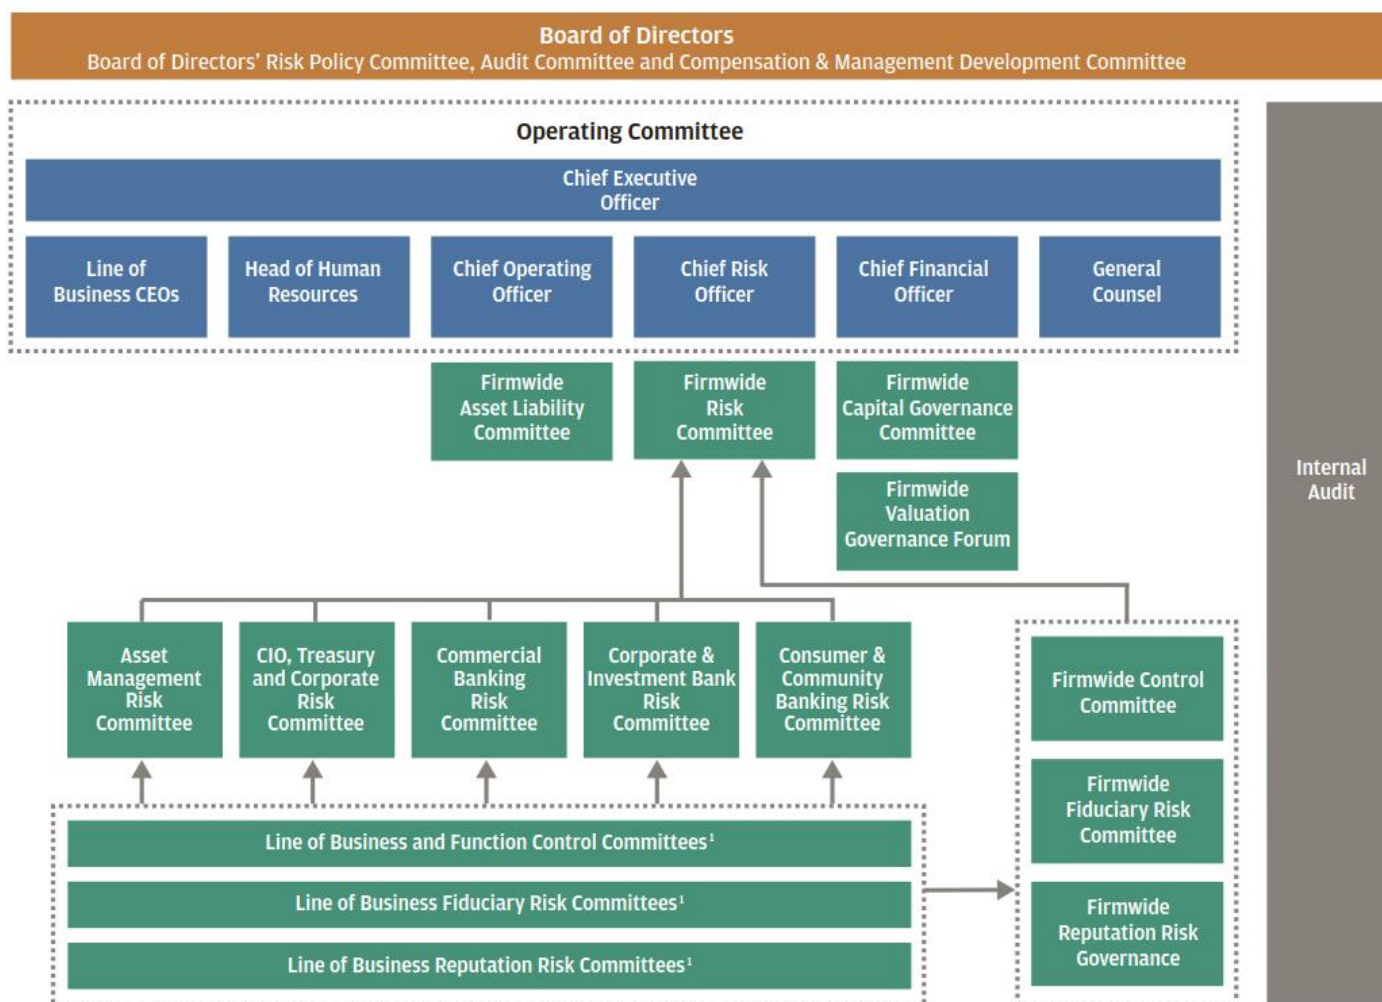 Board of Directors
Board of Directors' Risk Policy Committee, Audit Committee and Compensation & Management Development Committee
Operating Committee
Chief Executive
Officer
Line of
Business CEOs
Head of Human
Resources
Chief Operating
Officer
Chief Risk
Officer
Chief Financial
Officer
General
Counsel
Firmwide
Asset Liability
Committee
Firmwide
Risk
Committee
Firmwide
Capital Governance
Committee
Firmwide
Valuation
Governance Forum
Internal
Audit
Asset
Management
Risk
Committee
CIO, Treasury
and Corporate
Risk
Committee
Commercial
Banking
Risk
Committee
Corporate &
Investment Bank
Risk
Committee
Consumer &
Community
Banking Risk
Committee
Firmwide Control
Committee
Firmwide
Fiduciary Risk
Committee
Firmwide
Reputation Risk
Governance
Line of Business and Function Control Committees¹
Line of Business Fiduciary Risk Committees¹
Line of Business Reputation Risk Committees¹